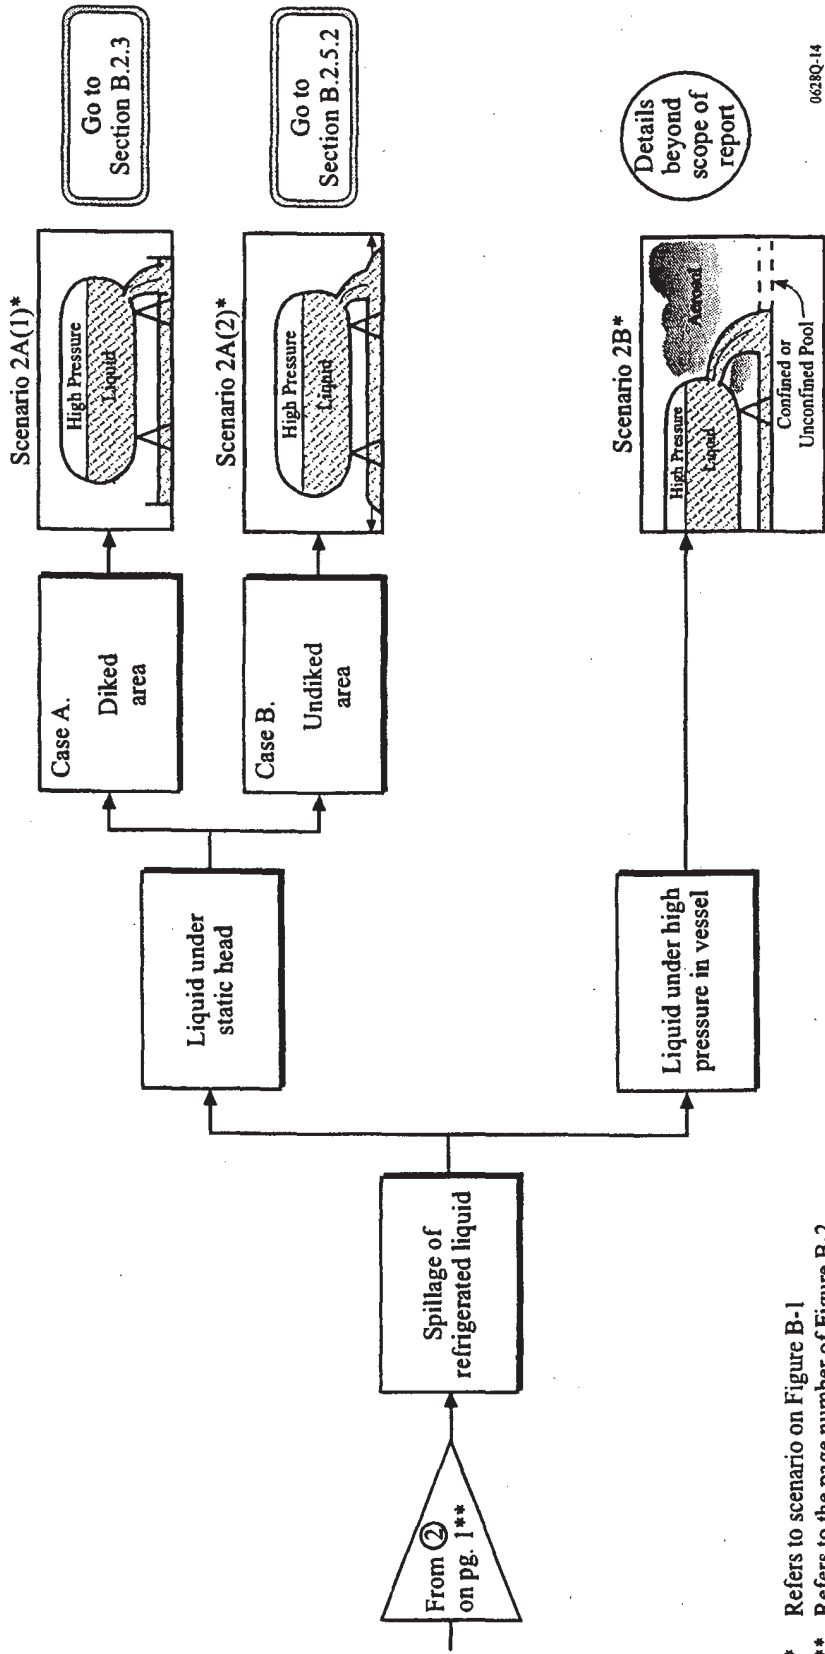 From ②
on pg. 1**
Spillage of
refrigerated liquid
Liquid under
static head
Case A.
Diked
area
Scenario 2A(1)*
High Pressure
Liquid
Go to
Section B.2.3
Case B.
Undiked
area
Scenario 2A(2)*
High Pressure
Liquid
Go to
Section B.2.5.2
Liquid under high
pressure in vessel
Scenario 2B*
High Pressure
Liquid
Aerosol
Confined or
Unconfined Pool
Details
beyond
scope of
report
* Refers to scenario on Figure B-1
** Refers to the page number of Figure B-2
0628Q-14